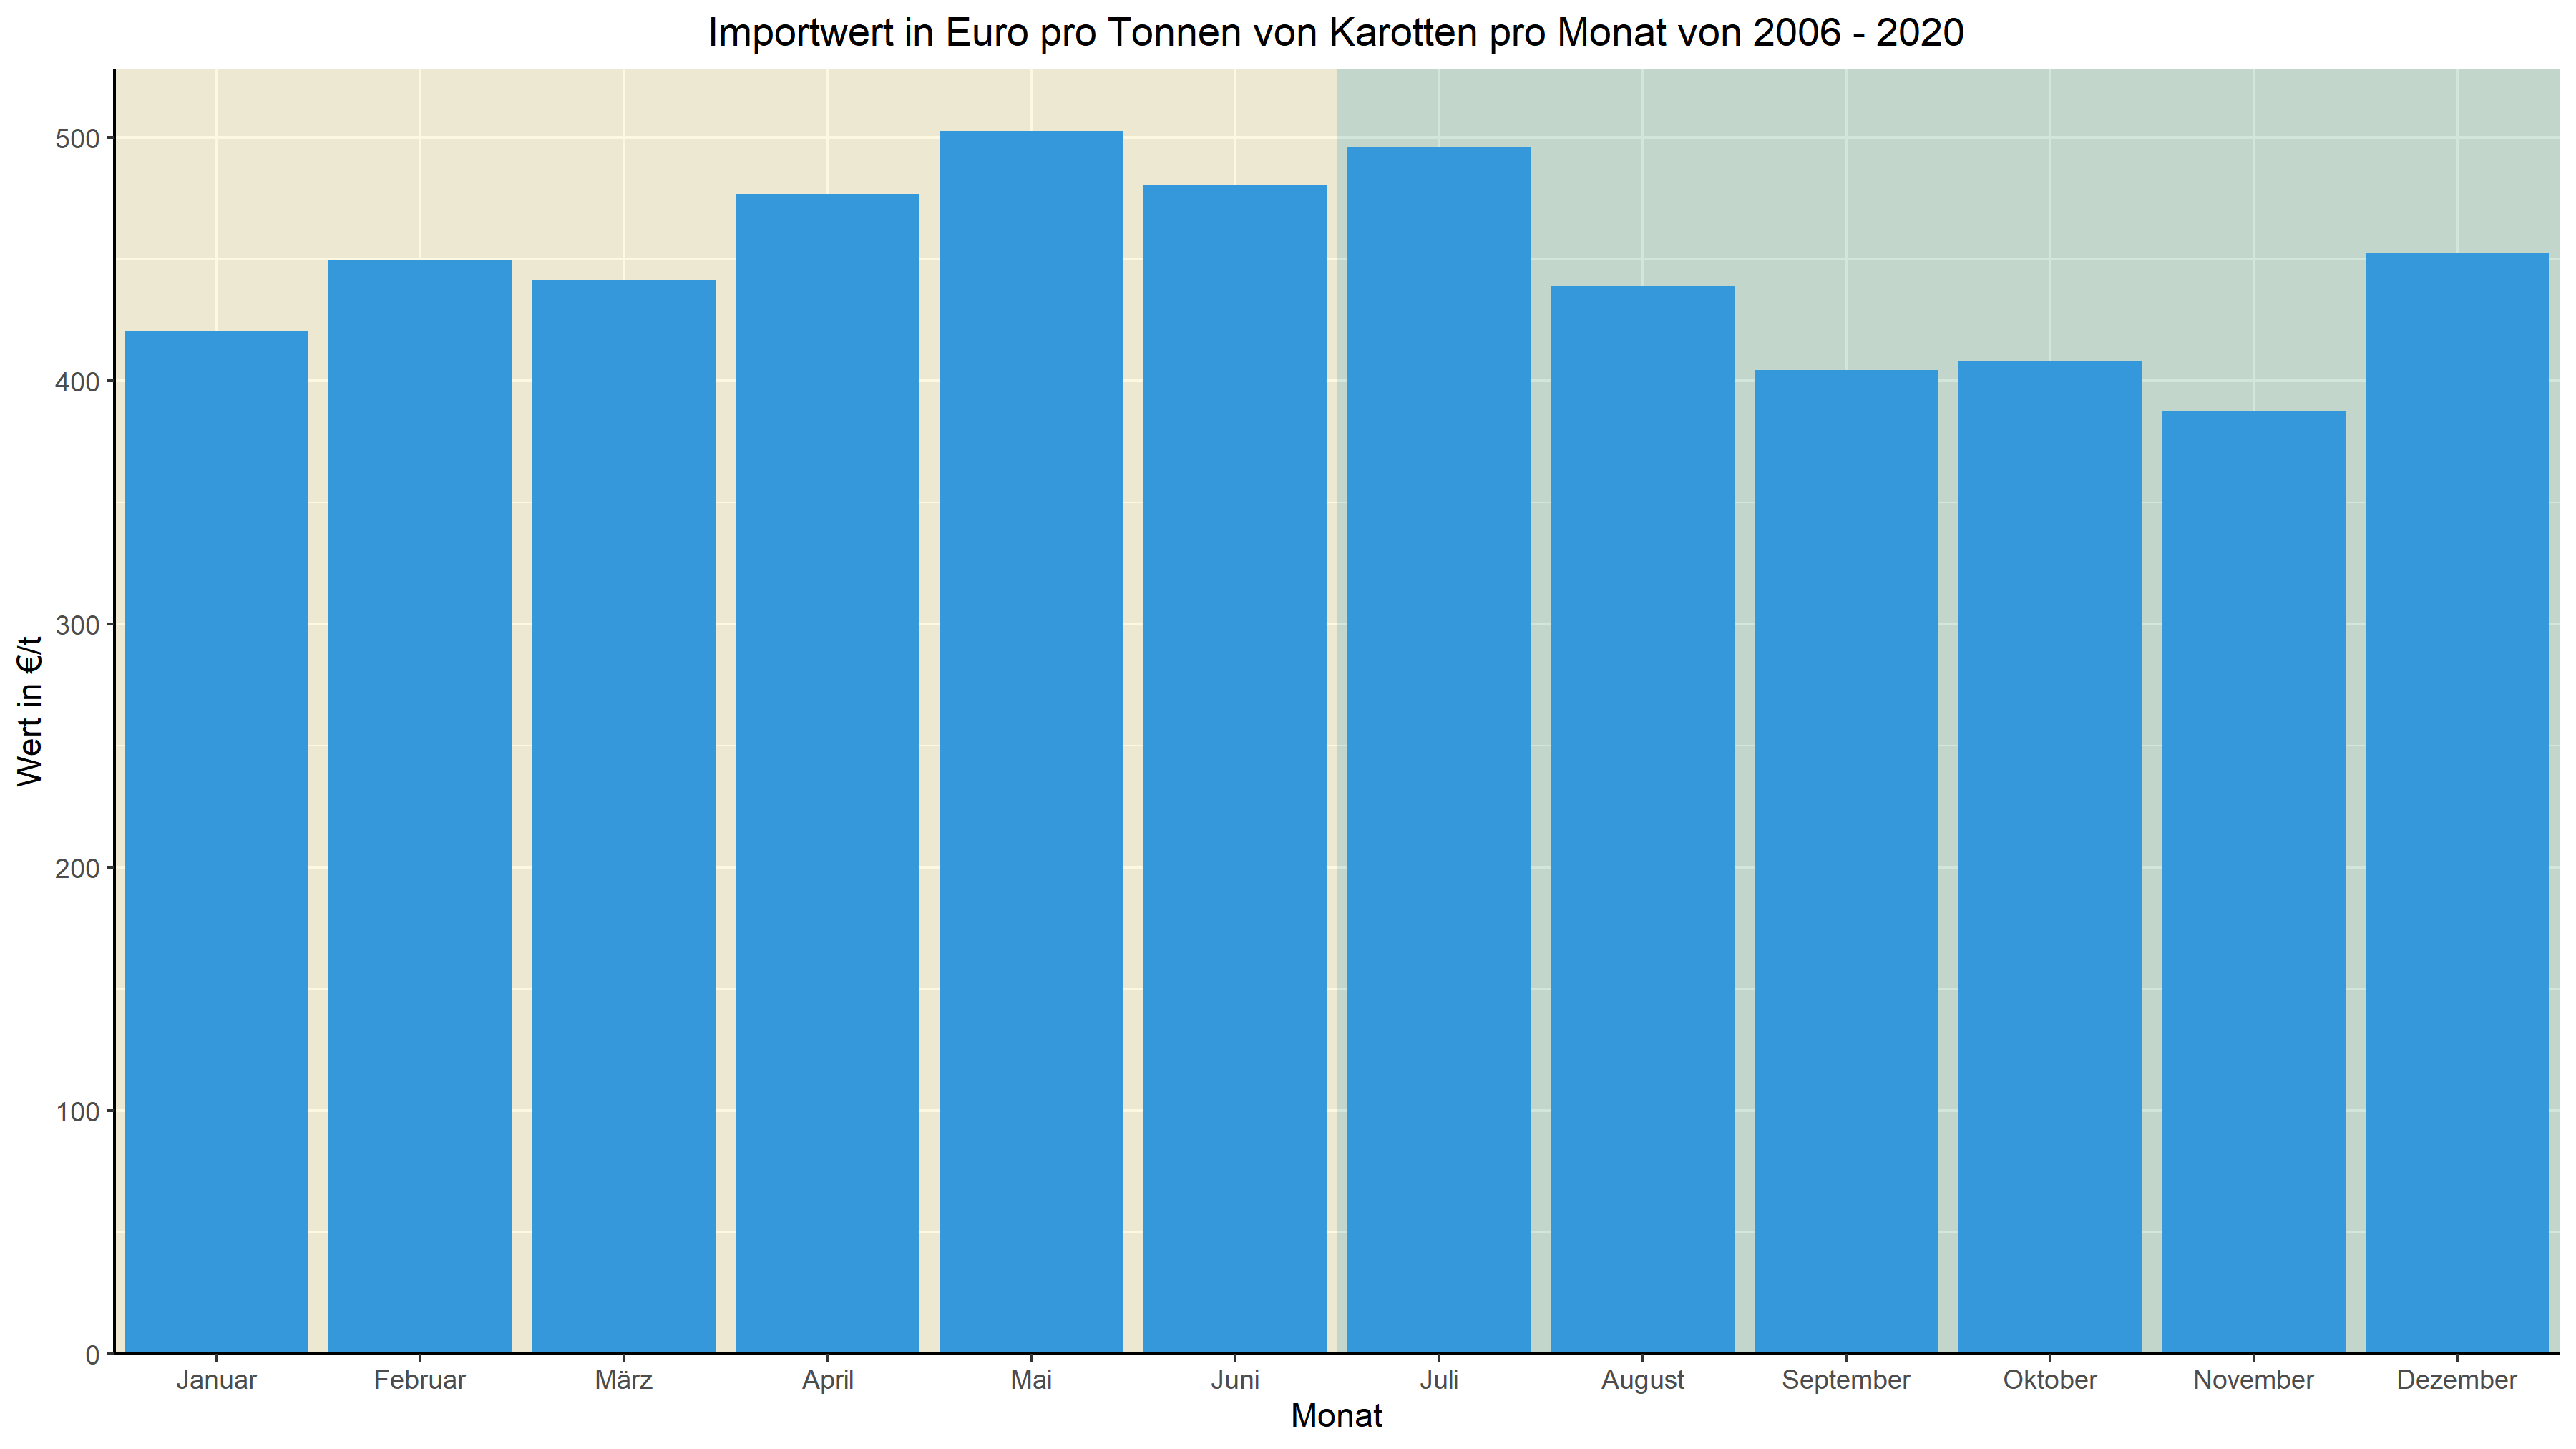 Importwert in Euro pro Tonnen von Karotten pro Monat von 2006 - 2020
Wert in €/t
500
400
300
200
100
0
Januar Februar März April Mai Juni Juli August September Oktober November Dezember
Monat